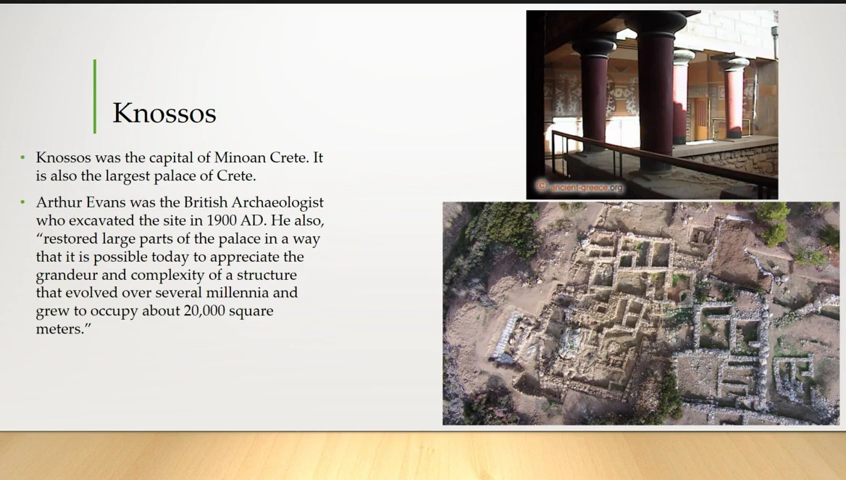 Knossos
• Knossos was the capital of Minoan Crete. It
is also the largest palace of Crete.
• Arthur Evans was the British Archaeologist
who excavated the site in 1900 AD. He also,
“restored large parts of the palace in a way
that it is possible today to appreciate the
grandeur and complexity of a structure
that evolved over several millennia and
grew to occupy about 20,000 square
meters.”
© ancient-greece.org